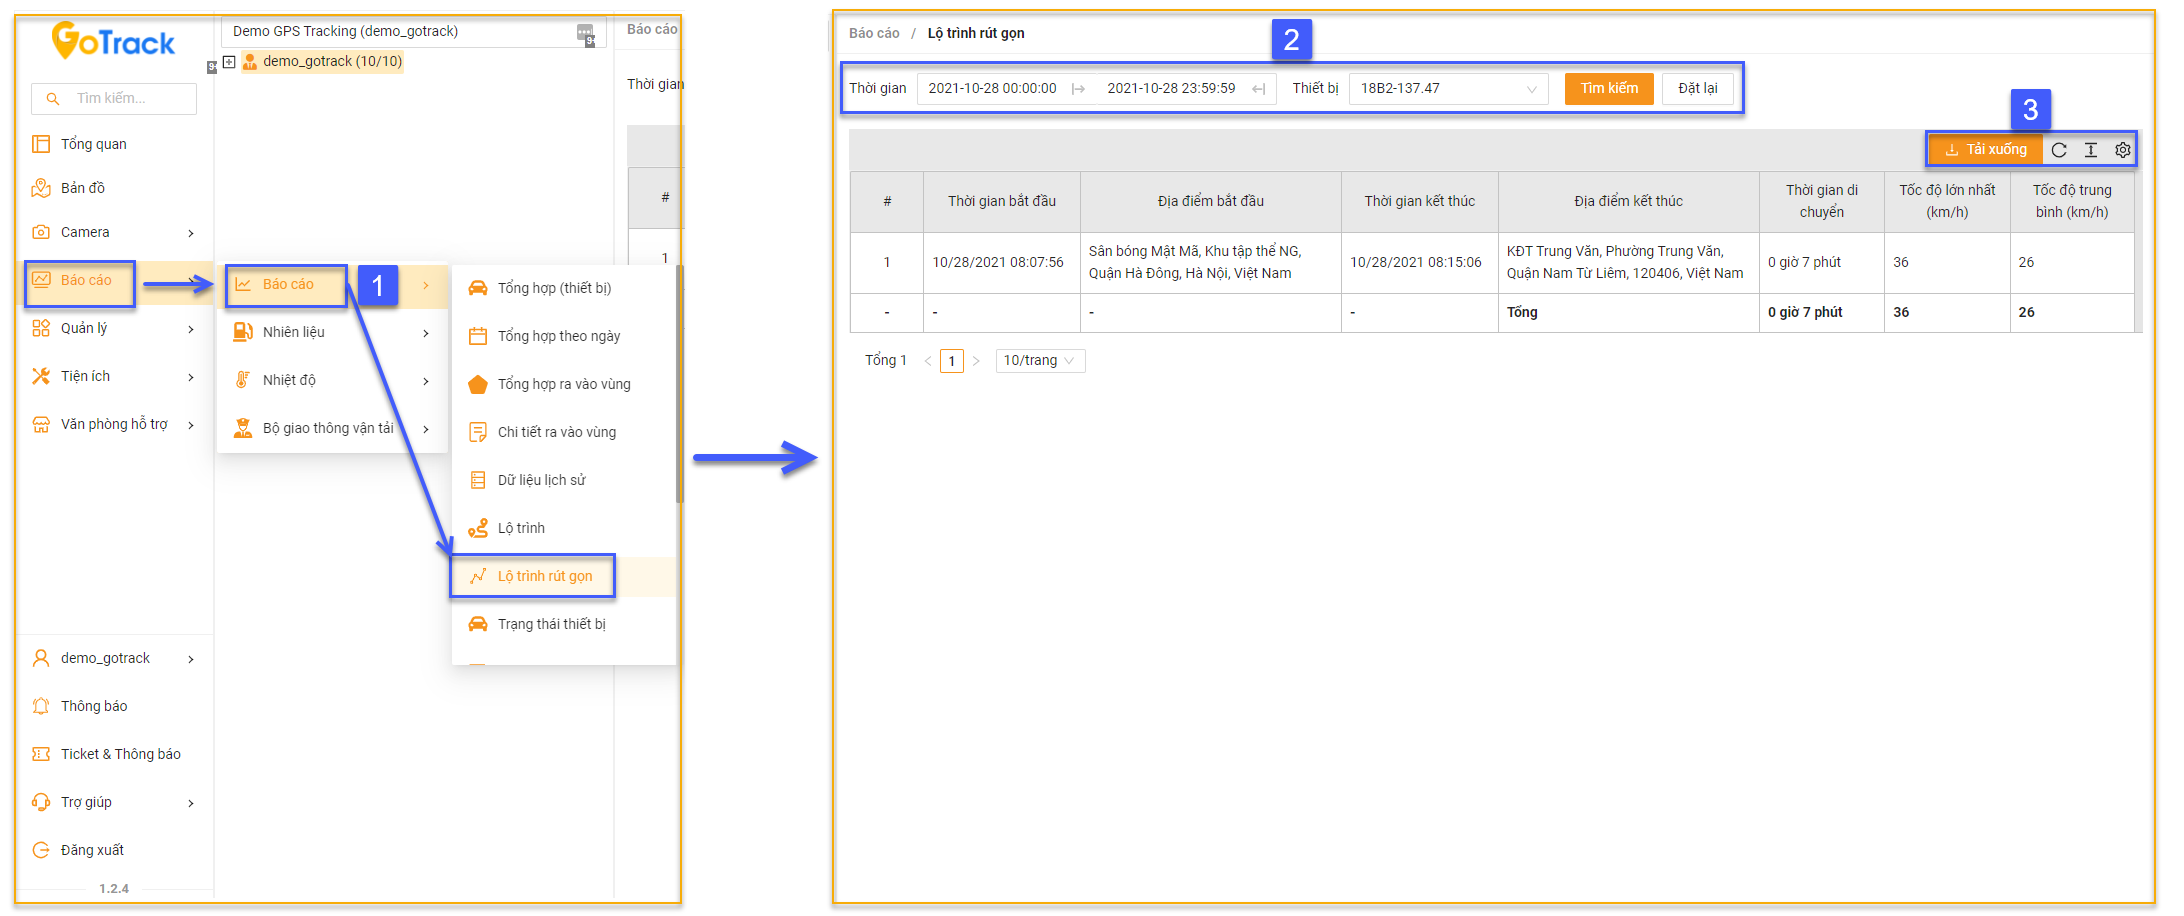 GoTrack
Tìm kiếm...
Tổng quan
Bản đồ
Camera
Báo cáo
Quản lý
Tiện ích
Văn phòng hỗ trợ
demo_gotrack
Thông báo
Ticket & Thông báo
Trợ giúp
Đăng xuất
1.2.4
Demo GPS Tracking (demo_gotrack)
demo_gotrack (10/10)
Báo cáo
Thời gian
#
1
Báo cáo
1
Nhiên liệu
Nhiệt độ
Bộ giao thông vận tải
Tổng hợp (thiết bị)
Tổng hợp theo ngày
Tổng hợp ra vào vùng
Chi tiết ra vào vùng
Dữ liệu lịch sử
Lộ trình
Lộ trình rút gọn
Trạng thái thiết bị
Báo cáo / Lộ trình rút gọn
2
Thời gian 2021-10-28 00:00:00 2021-10-28 23:59:59 Thiết bị 18B2-137.47 Tìm kiếm Đặt lại
3
Tải xuống
# Thời gian bắt đầu Địa điểm bắt đầu Thời gian kết thúc Địa điểm kết thúc Thời gian di chuyển Tốc độ lớn nhất (km/h) Tốc độ trung bình (km/h)
1 10/28/2021 08:07:56 Sân bóng Mật Mã, Khu tập thể NG, Quận Hà Đông, Hà Nội, Việt Nam 10/28/2021 08:15:06 KĐT Trung Văn, Phường Trung Văn, Quận Nam Từ Liêm, 120406, Việt Nam 0 giờ 7 phút 36 26
- - - - Tổng 0 giờ 7 phút 36 26
Tổng 1 < 1 > 10/trang